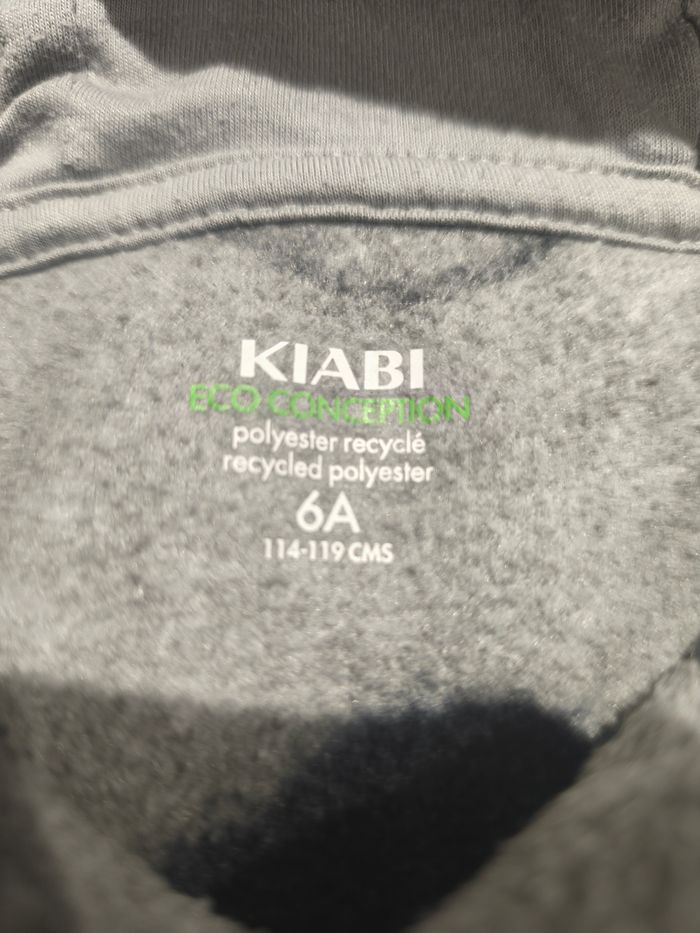 KIABI
ECO CONCEPTION
polyester recyclé
recycled polyester
6A
114-119 CMS